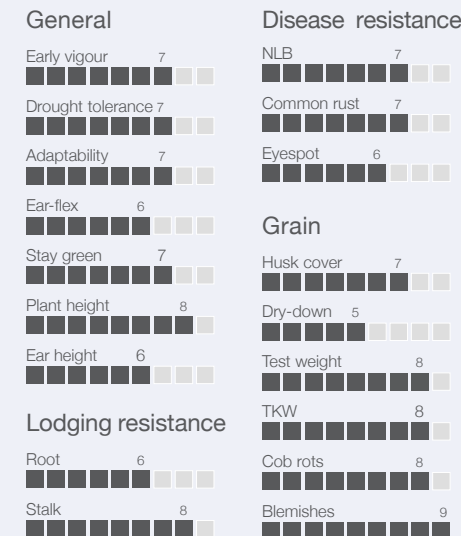 General
Early vigour 7
Drought tolerance 7
Adaptability 7
Ear-flex 6
Stay green 7
Plant height 8
Ear height 6
Lodging resistance
Root 6
Stalk 8
Disease resistance
NLB 7
Common rust 7
Eyespot 6
Grain
Husk cover 7
Dry-down 5
Test weight 8
TKW 8
Cob rots 8
Blemishes 9